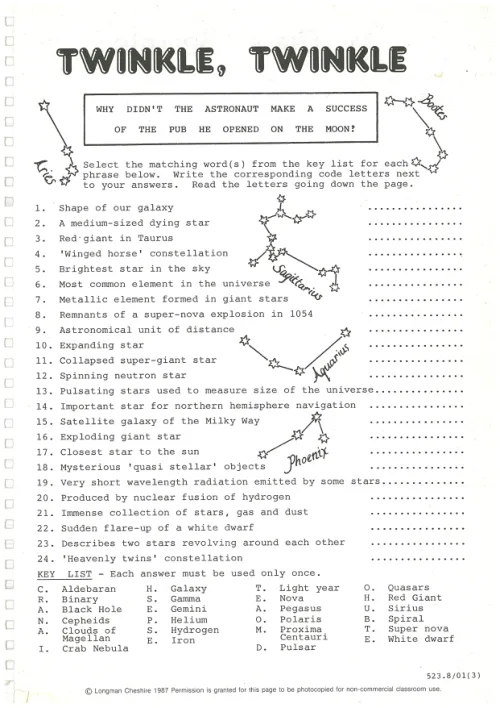 TWINKLE, TWINKLE
WHY DIDN'T THE ASTRONAUT MAKE A SUCCESS
OF THE PUB HE OPENED ON THE MOON?
Bootes
Aries
Select the matching word(s) from the key list for each
phrase below. Write the corresponding code letters next
to your answers. Read the letters going down the page.
1. Shape of our galaxy ................
2. A medium-sized dying star ................
3. Red giant in Taurus ................
4. 'Winged horse' constellation ................
5. Brightest star in the sky ................
Sagittarius
6. Most common element in the universe ................
7. Metallic element formed in giant stars ................
8. Remnants of a super-nova explosion in 1054 ................
9. Astronomical unit of distance ................
10. Expanding star ................
11. Collapsed super-giant star ................
Aquarius
12. Spinning neutron star ................
13. Pulsating stars used to measure size of the universe................
14. Important star for northern hemisphere navigation ................
15. Satellite galaxy of the Milky Way ................
16. Exploding giant star ................
17. Closest star to the sun ................
Phoenix
18. Mysterious 'quasi stellar' objects ................
19. Very short wavelength radiation emitted by some stars...............
20. Produced by nuclear fusion of hydrogen ................
21. Immense collection of stars, gas and dust ................
22. Sudden flare-up of a white dwarf ................
23. Describes two stars revolving around each other ................
24. 'Heavenly twins' constellation ................
KEY LIST - Each answer must be used only once.
C. Aldebaran H. Galaxy T. Light year O. Quasars
R. Binary S. Gamma E. Nova H. Red Giant
A. Black Hole E. Gemini A. Pegasus U. Sirius
N. Cepheids P. Helium O. Polaris B. Spiral
A. Clouds of S. Hydrogen M. Proxima T. Super nova
Magellan E. Iron Centauri E. White dwarf
I. Crab Nebula D. Pulsar
523.8/01(3)
© Longman Cheshire 1987 Permission is granted for this page to be photocopied for non-commercial classroom use.